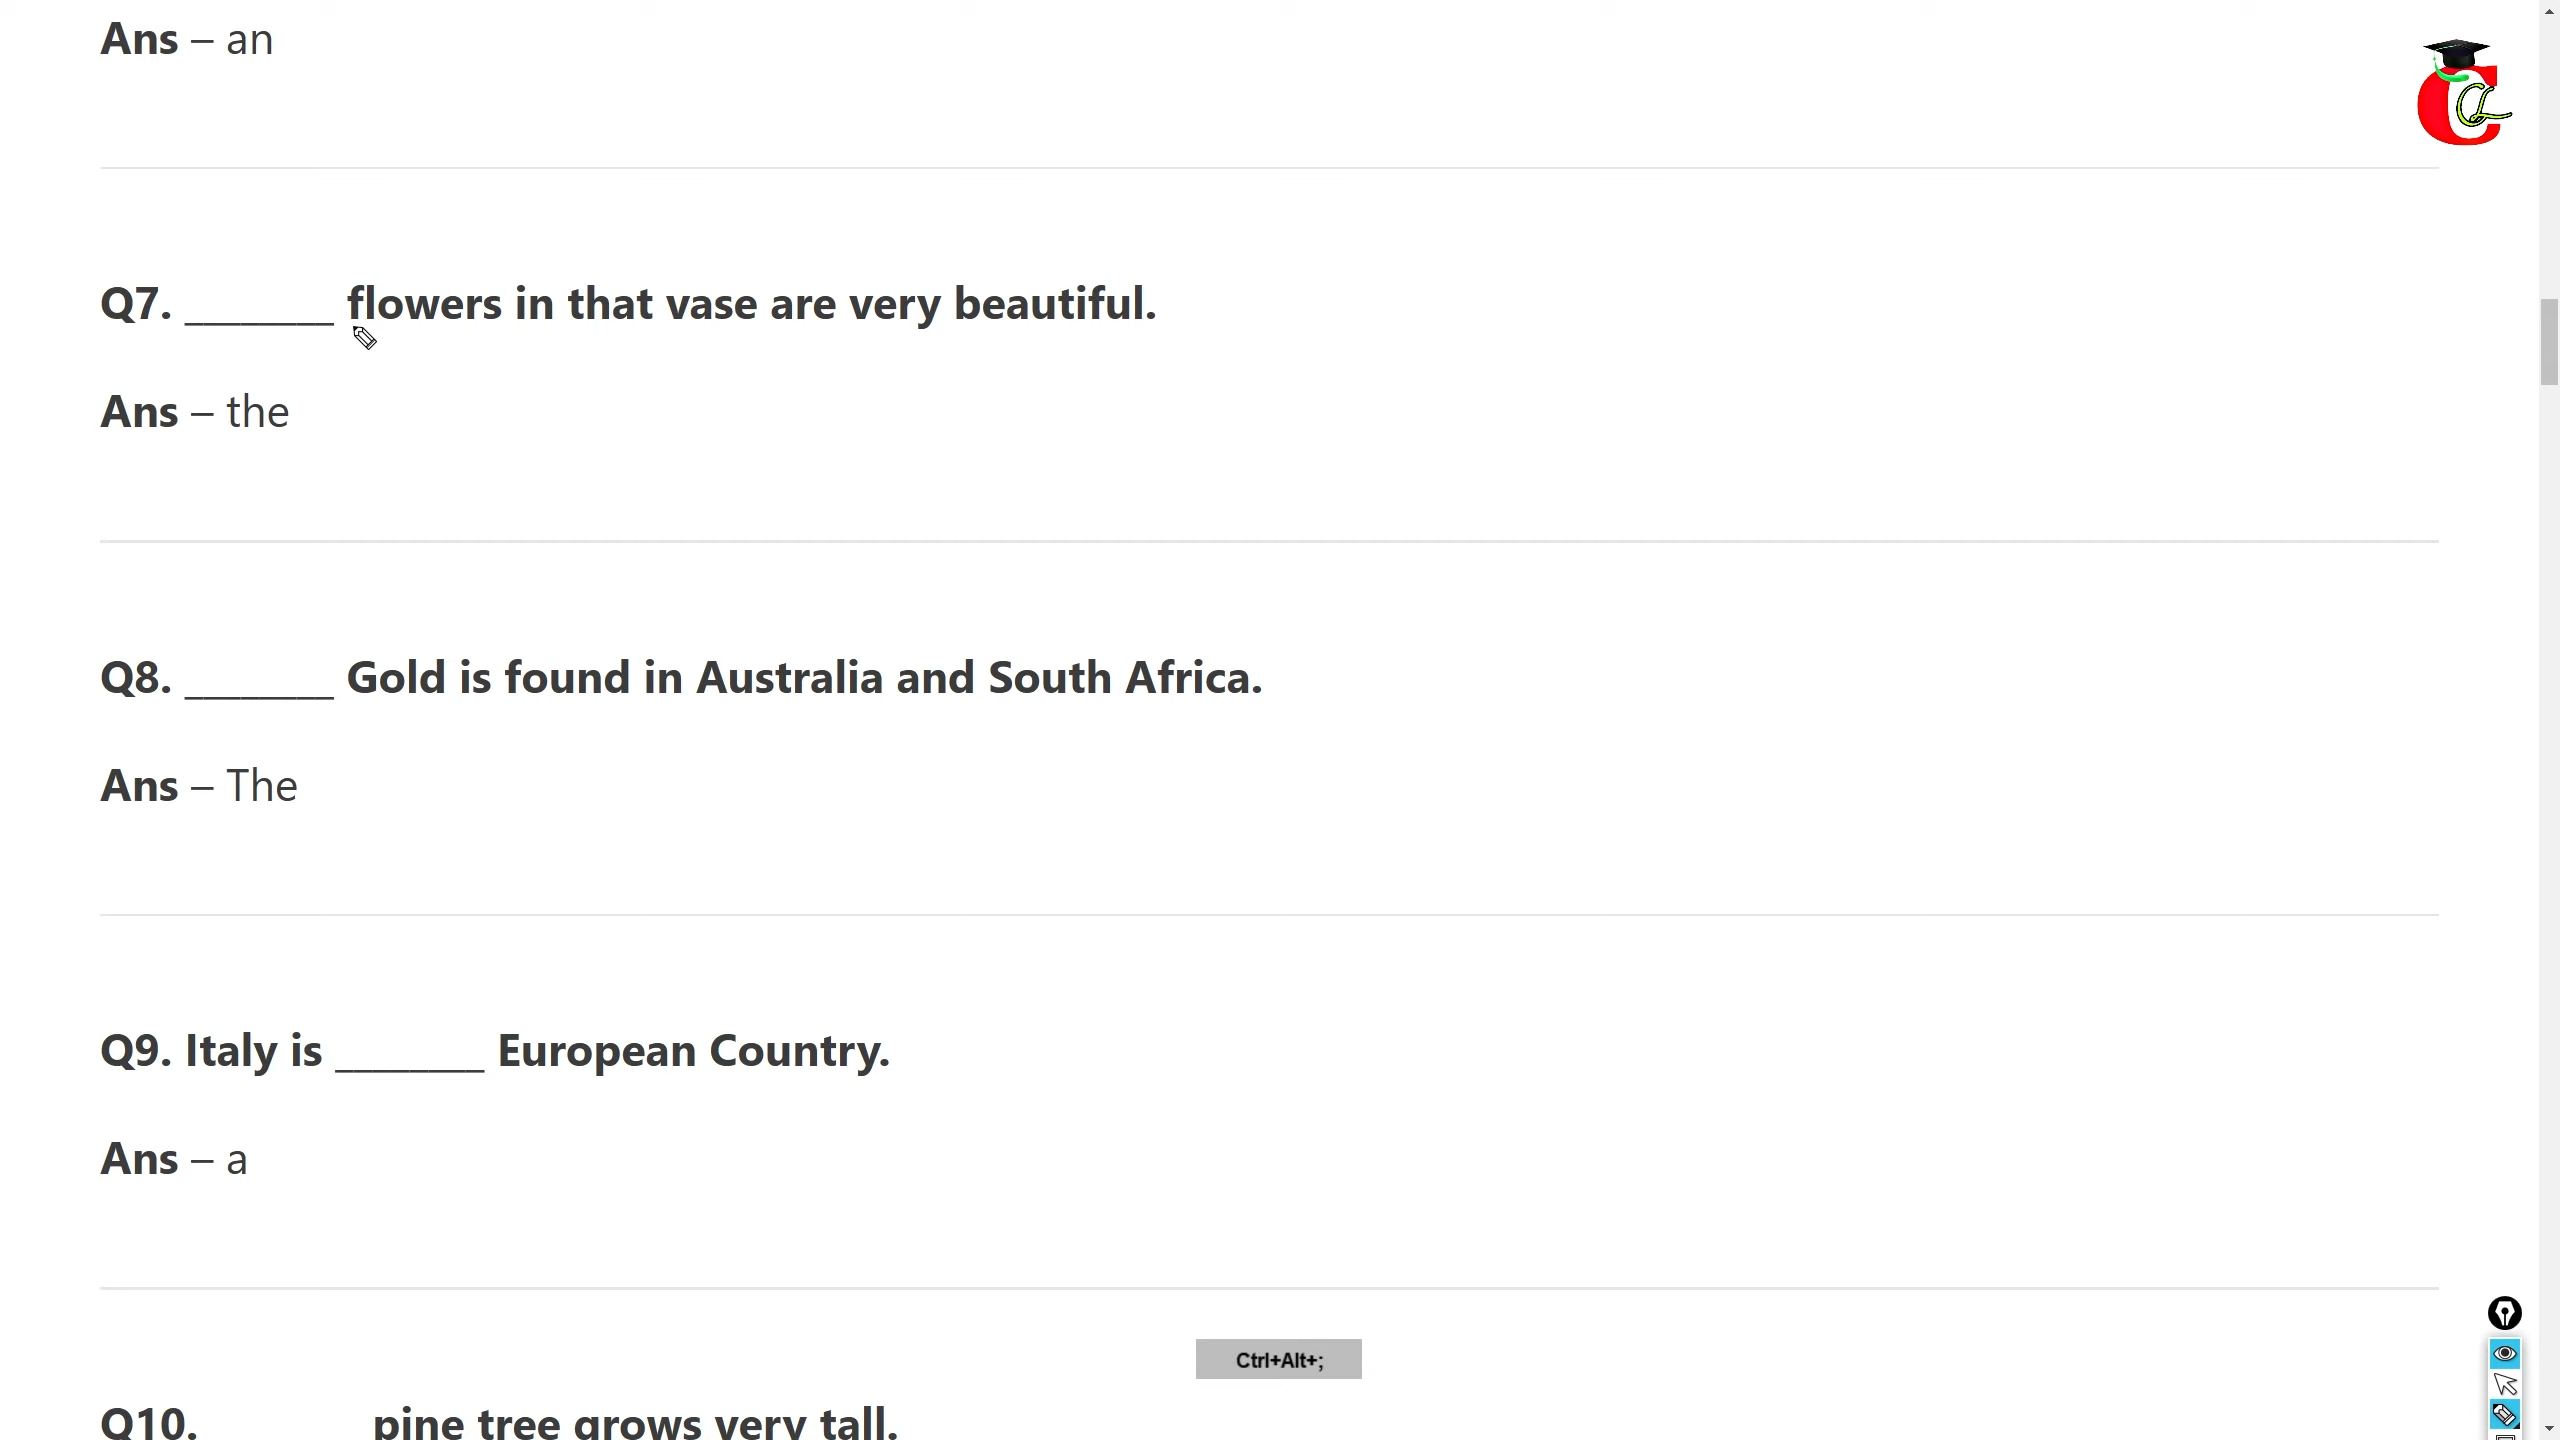 Ans – an
Q7. _______ flowers in that vase are very beautiful.
Ans – the
Q8. _______ Gold is found in Australia and South Africa.
Ans – The
Q9. Italy is _______ European Country.
Ans – a
Ctrl+Alt+;
Q10. pine tree grows very tall.